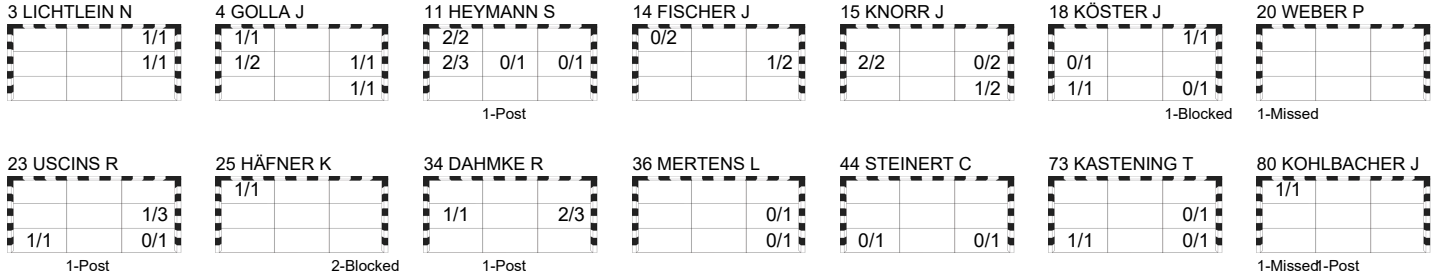 3 LICHTLEIN N 4 GOLLA J 11 HEYMANN S 14 FISCHER J 15 KNORR J 18 KÖSTER J 20 WEBER P
1/1 1/1 2/2 0/2 1/1
1/1 1/2 1/1 2/3 0/1 0/1 1/2 2/2 0/2 0/1
1/1 1/2 1/1 0/1
1-Post 1-Blocked 1-Missed
23 USCINS R 25 HÄFNER K 34 DAHMKE R 36 MERTENS L 44 STEINERT C 73 KASTENING T 80 KOHLBACHER J
1/1 1/1
1/3 1/1 2/3 0/1 0/1
1/1 0/1 0/1 0/1 0/1 1/1 0/1
1-Post 2-Blocked 1-Post 1-Missed 1-Post